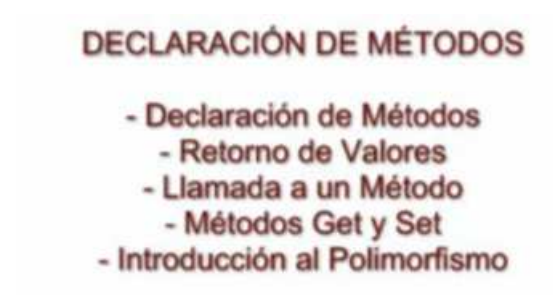 DECLARACIÓN DE MÉTODOS
- Declaración de Métodos
- Retorno de Valores
- Llamada a un Método
- Métodos Get y Set
- Introducción al Polimorfismo